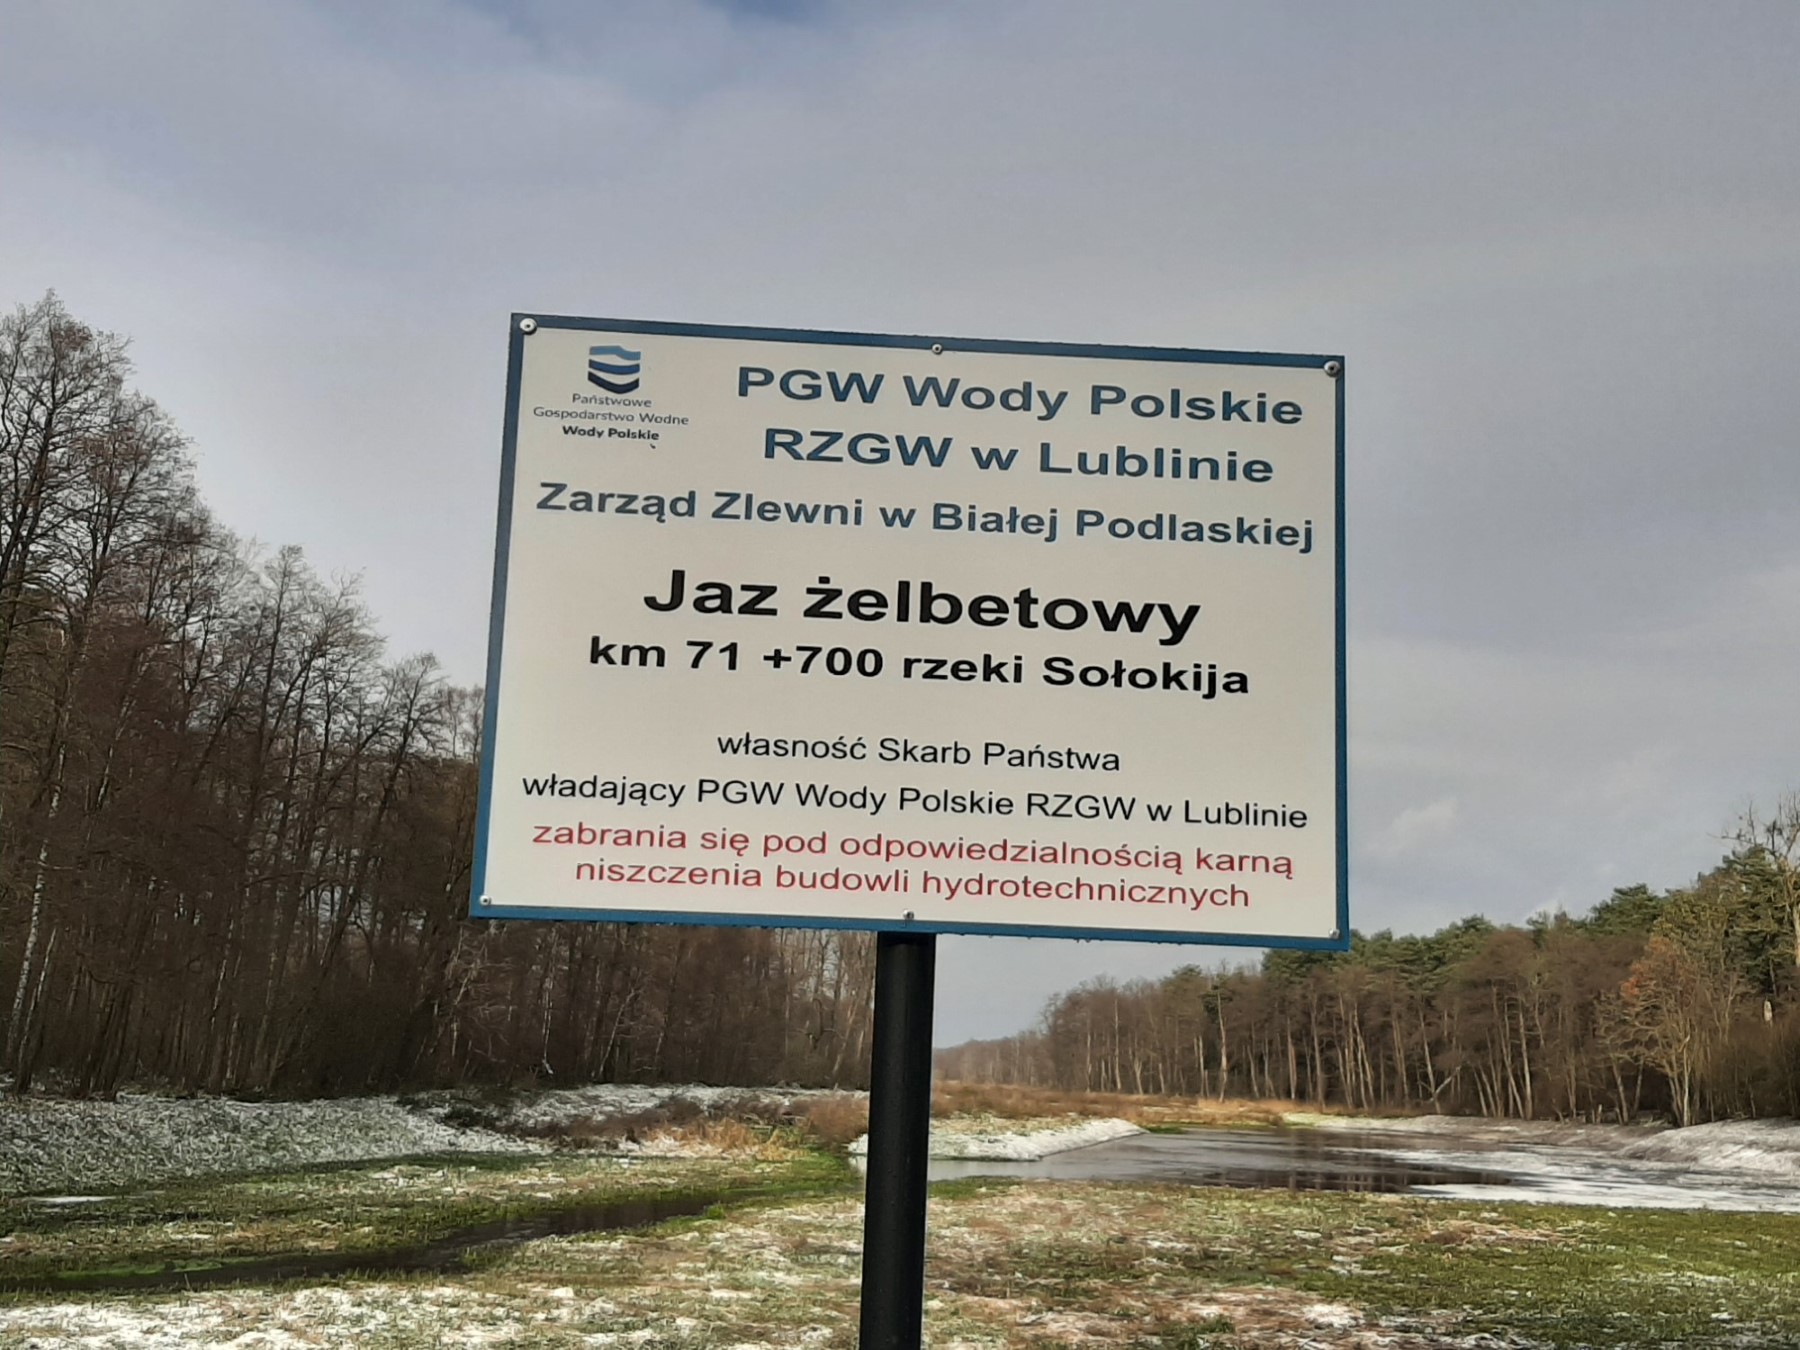 Państwowe
Gospodarstwo Wodne
Wody Polskie
PGW Wody Polskie
RZGW w Lublinie
Zarząd Zlewni w Białej Podlaskiej
Jaz żelbetowy
km 71 +700 rzeki Sołokija
własność Skarb Państwa
władający PGW Wody Polskie RZGW w Lublinie
zabrania się pod odpowiedzialnością karną
niszczenia budowli hydrotechnicznych